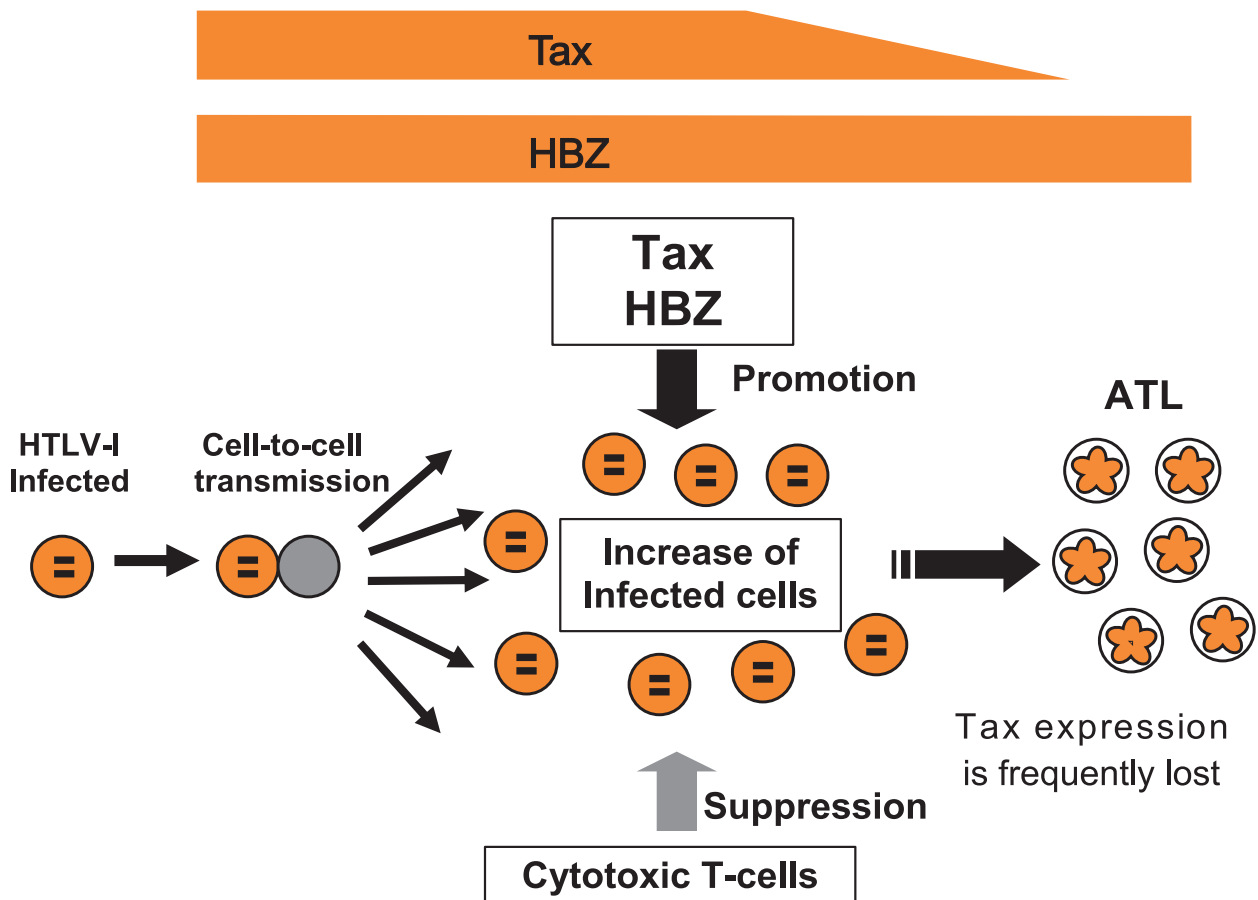 Tax
HBZ
Tax
HBZ
Promotion
ATL
HTLV-I
Infected
Cell-to-cell
transmission
Increase of
Infected cells
Tax expression
is frequently lost
Suppression
Cytotoxic T-cells